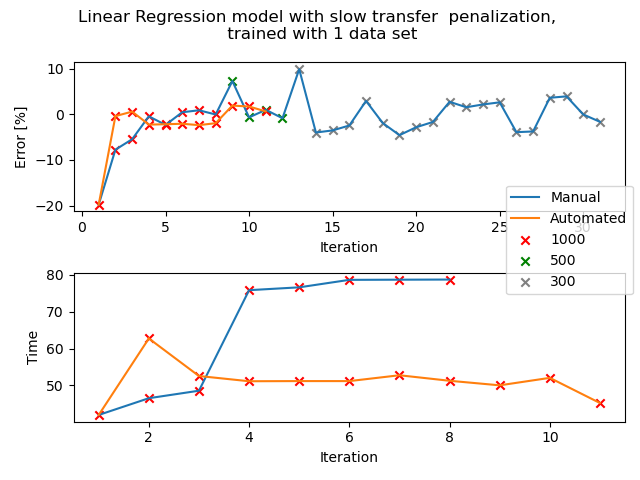 Linear Regression model with slow transfer  penalization,
trained with 1 data set
10
0
−10
−20
Error [%]
0
5
10
15
20
25
30
Iteration
Manual
Automated
1000
500
300
80
70
60
50
Time
2
4
6
8
10
Iteration